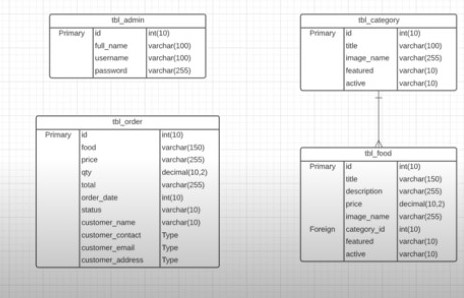 tbl_admin
Primary id int(10)
full_name varchar(100)
username varchar(100)
password varchar(255)
tbl_category
Primary id int(10)
title varchar(100)
image_name varchar(255)
featured varchar(10)
active varchar(10)
tbl_order
Primary id int(10)
food varchar(150)
price varchar(255)
qty decimal(10,2)
total varchar(255)
order_date int(10)
status varchar(10)
customer_name varchar(10)
customer_contact Type
customer_email Type
customer_address Type
tbl_food
Primary id int(10)
title varchar(150)
description varchar(255)
price decimal(10,2)
image_name varchar(255)
Foreign category_id int(10)
featured varchar(10)
active varchar(10)